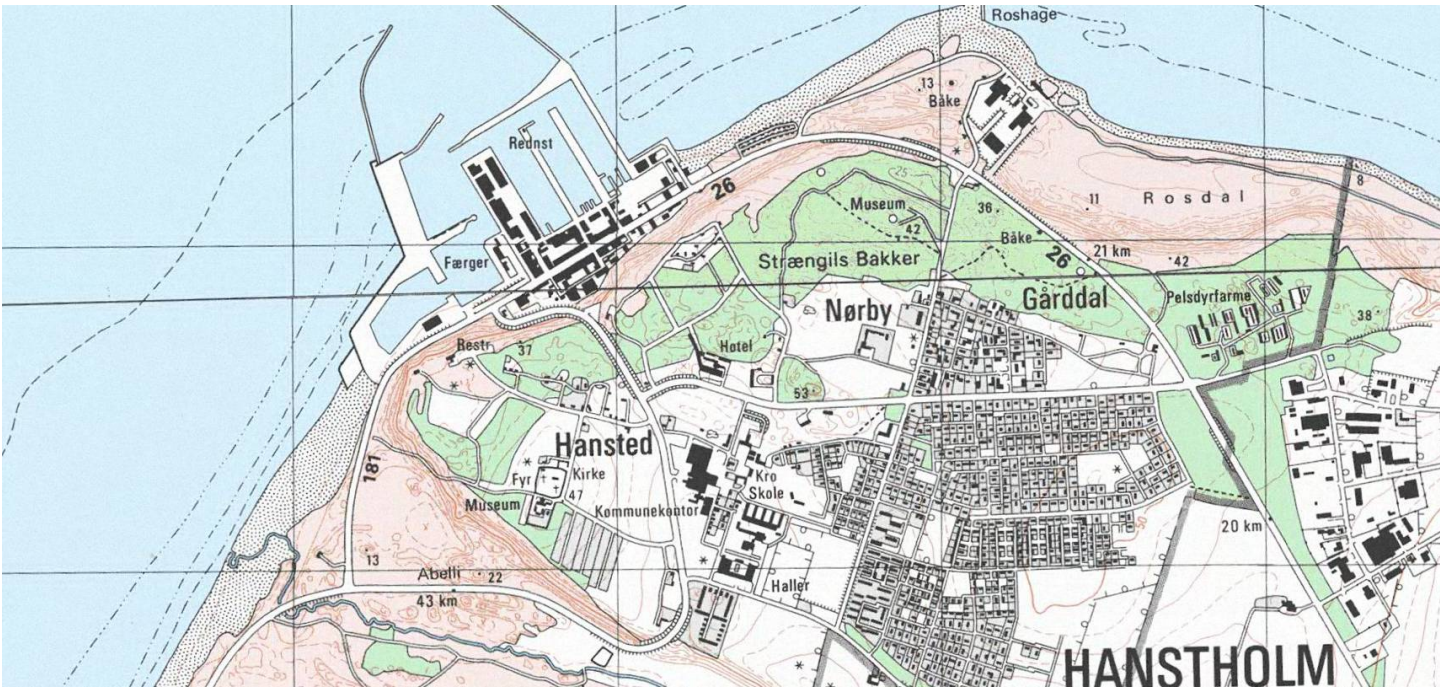 Roshage
13
Båke
Rednst
8
26
25
Museum
36
11
Rosdal
42
Båke
26
21 km
42
Færger
Strængils Bakker
Nørby
Gårddal
Pelsdyrfarme
38
Restr
37
Hotel
53
Hansted
181
Fyr
Kirke
47
Kro
Skole
Museum
Kommunekontor
50
20 km
13
Abelli
22
43 km
Haller
HANSTHOLM